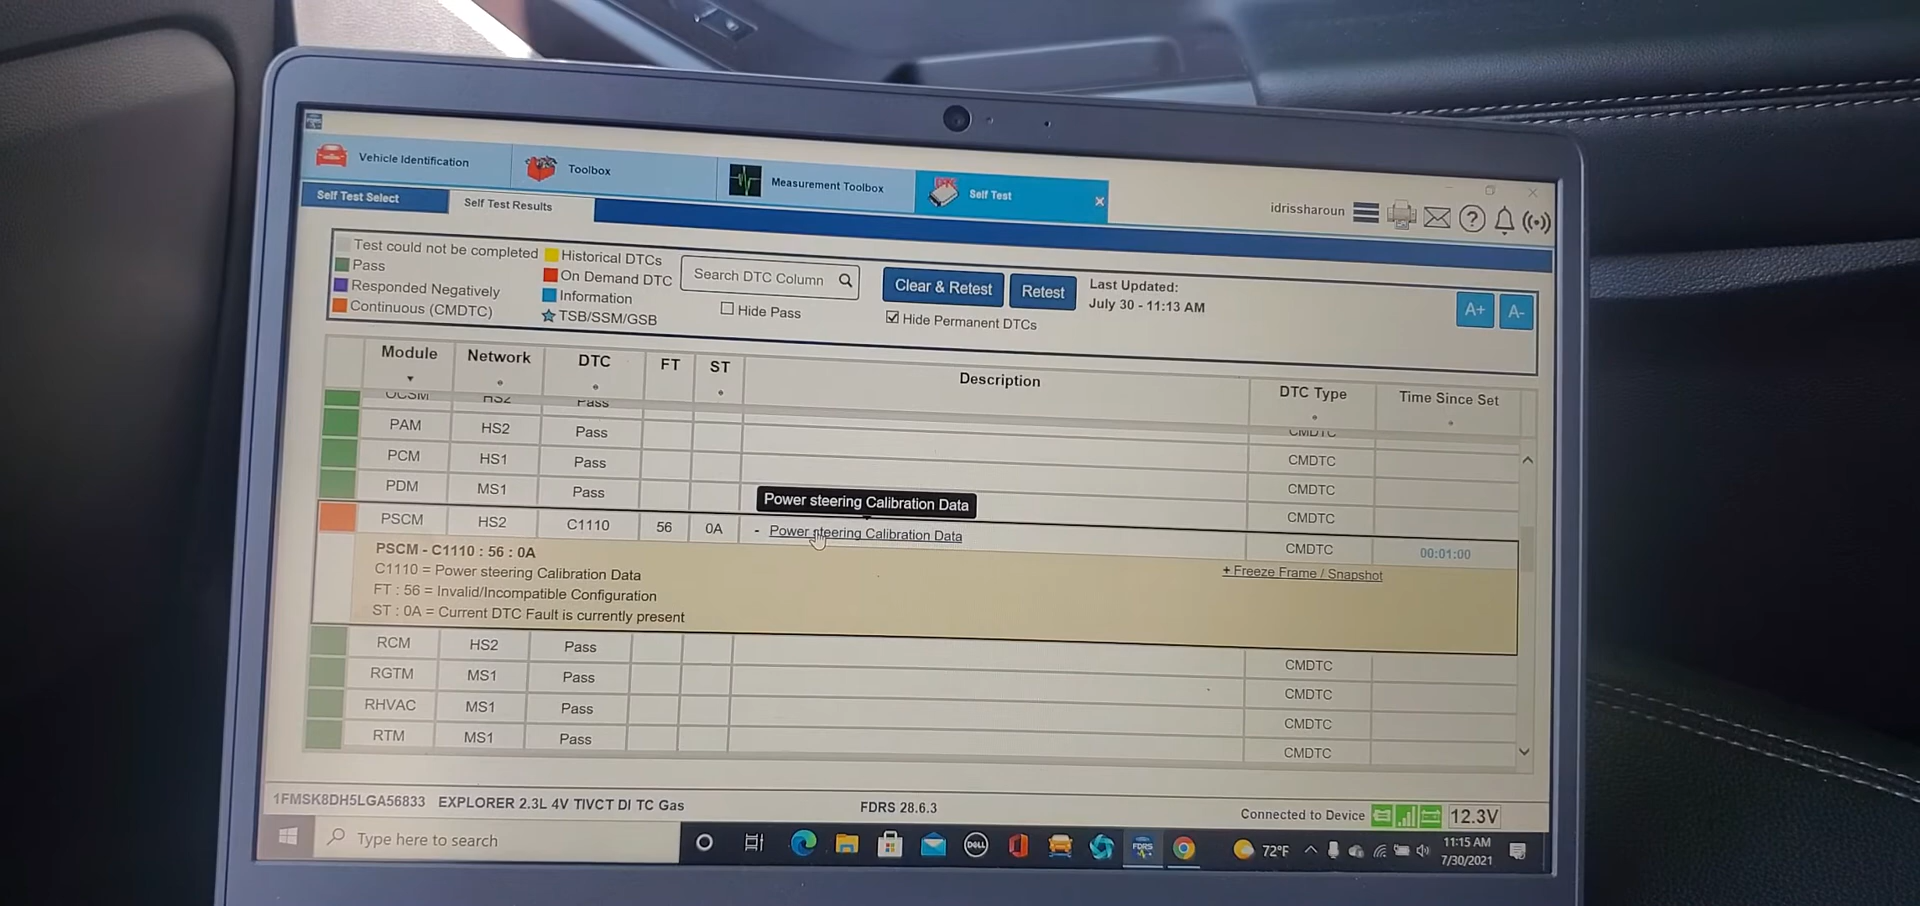 Vehicle Identification
Toolbox
Measurement Toolbox
Self Test
Self Test Select
Self Test Results
idrissharoun
Test could not be completed
Pass
Responded Negatively
Continuous (CMDTC)
Historical DTCs
On Demand DTC
Information
TSB/SSM/GSB
Search DTC Column
Hide Pass
Clear & Retest
Retest
Hide Permanent DTCs
Last Updated:
July 30 - 11:13 AM
A+ A-
Module Network DTC FT ST Description DTC Type Time Since Set
OCSM HS2 Pass CMDTC
PAM HS2 Pass CMDTC
PCM HS1 Pass CMDTC
PDM MS1 Pass CMDTC
Power steering Calibration Data
PSCM HS2 C1110 56 0A - Power steering Calibration Data CMDTC 00:01:00
PSCM - C1110 : 56 : 0A
C1110 = Power steering Calibration Data
+ Freeze Frame / Snapshot
FT : 56 = Invalid/Incompatible Configuration
ST : 0A = Current DTC Fault is currently present
RCM HS2 Pass CMDTC
RGTM MS1 Pass CMDTC
RHVAC MS1 Pass CMDTC
RTM MS1 Pass CMDTC
1FMSK8DH5LGA56833 EXPLORER 2.3L 4V TIVCT DI TC Gas
FDRS 28.6.3
Connected to Device
12.3V
Type here to search
DELL
FDRS
72°F
11:15 AM
7/30/2021